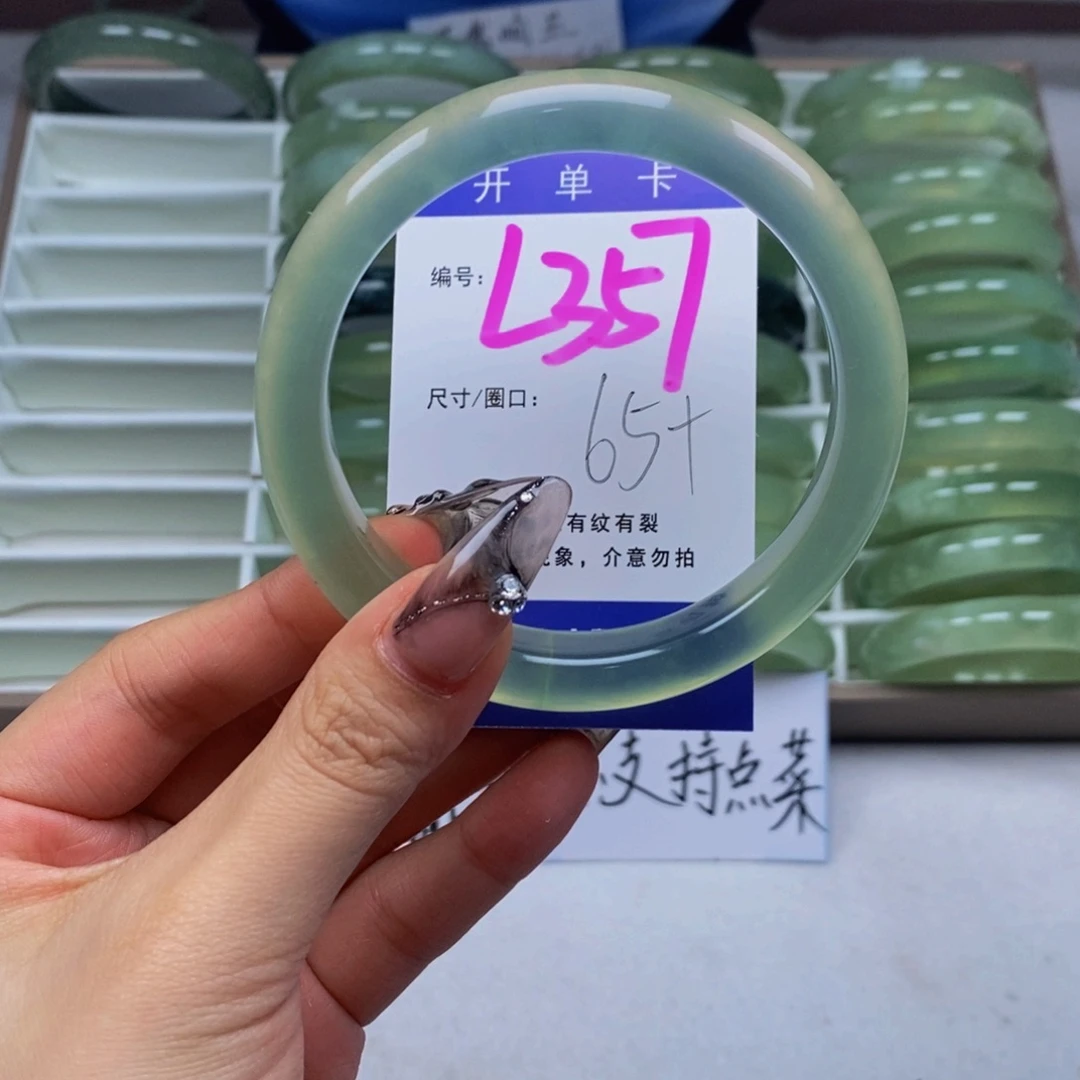 开单卡
编号: L357
尺寸/圈口: 65+
有纹有裂
象，介意勿拍
支持点菜